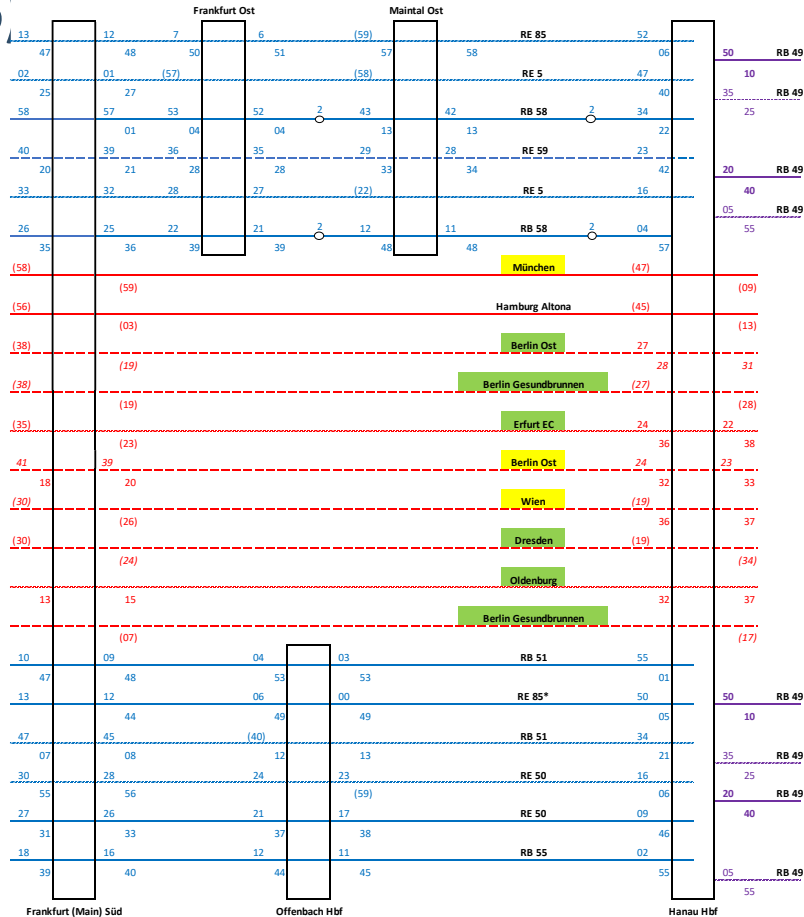 Frankfurt Ost Maintal Ost
13 12 7 6 (59) RE 85 52
47 48 50 51 57 58 06 50 RB 49
02 01 (57) (58) RE 5 47 10
25 27 40 35 RB 49
58 57 53 52 2 43 42 RB 58 2 34 25
01 04 04 13 13 22
40 39 36 35 29 28 RE 59 23
20 21 28 28 33 34 42 20 RB 49
33 32 28 27 (22) RE 5 16 40
05 RB 49
26 25 22 21 2 12 11 RB 58 2 04 55
35 36 39 39 48 48 57
(58) München (47)
(59) (09)
(56) Hamburg Altona (45)
(03) (13)
(38) Berlin Ost 27
(19) 28 31
(38) Berlin Gesundbrunnen (27)
(19) (28)
(35) Erfurt EC 24 22
(23) 36 38
41 39 Berlin Ost 24 23
18 20 32 33
(30) Wien (19)
(26) 36 37
(30) Dresden (19)
(24) (34)
Oldenburg
13 15 32 37
Berlin Gesundbrunnen
(07) (17)
10 09 04 03 RB 51 55
47 48 53 53 01
13 12 06 00 RE 85* 50 50 RB 49
44 49 49 05 10
47 45 (40) RB 51 34
07 08 12 13 21 35 RB 49
30 28 24 23 RE 50 16 25
55 56 (59) 06 20 RB 49
27 26 21 17 RE 50 09 40
31 33 37 38 46
18 16 12 11 RB 55 02
39 40 44 45 55 05 RB 49
55
Frankfurt (Main) Süd Offenbach Hbf Hanau Hbf